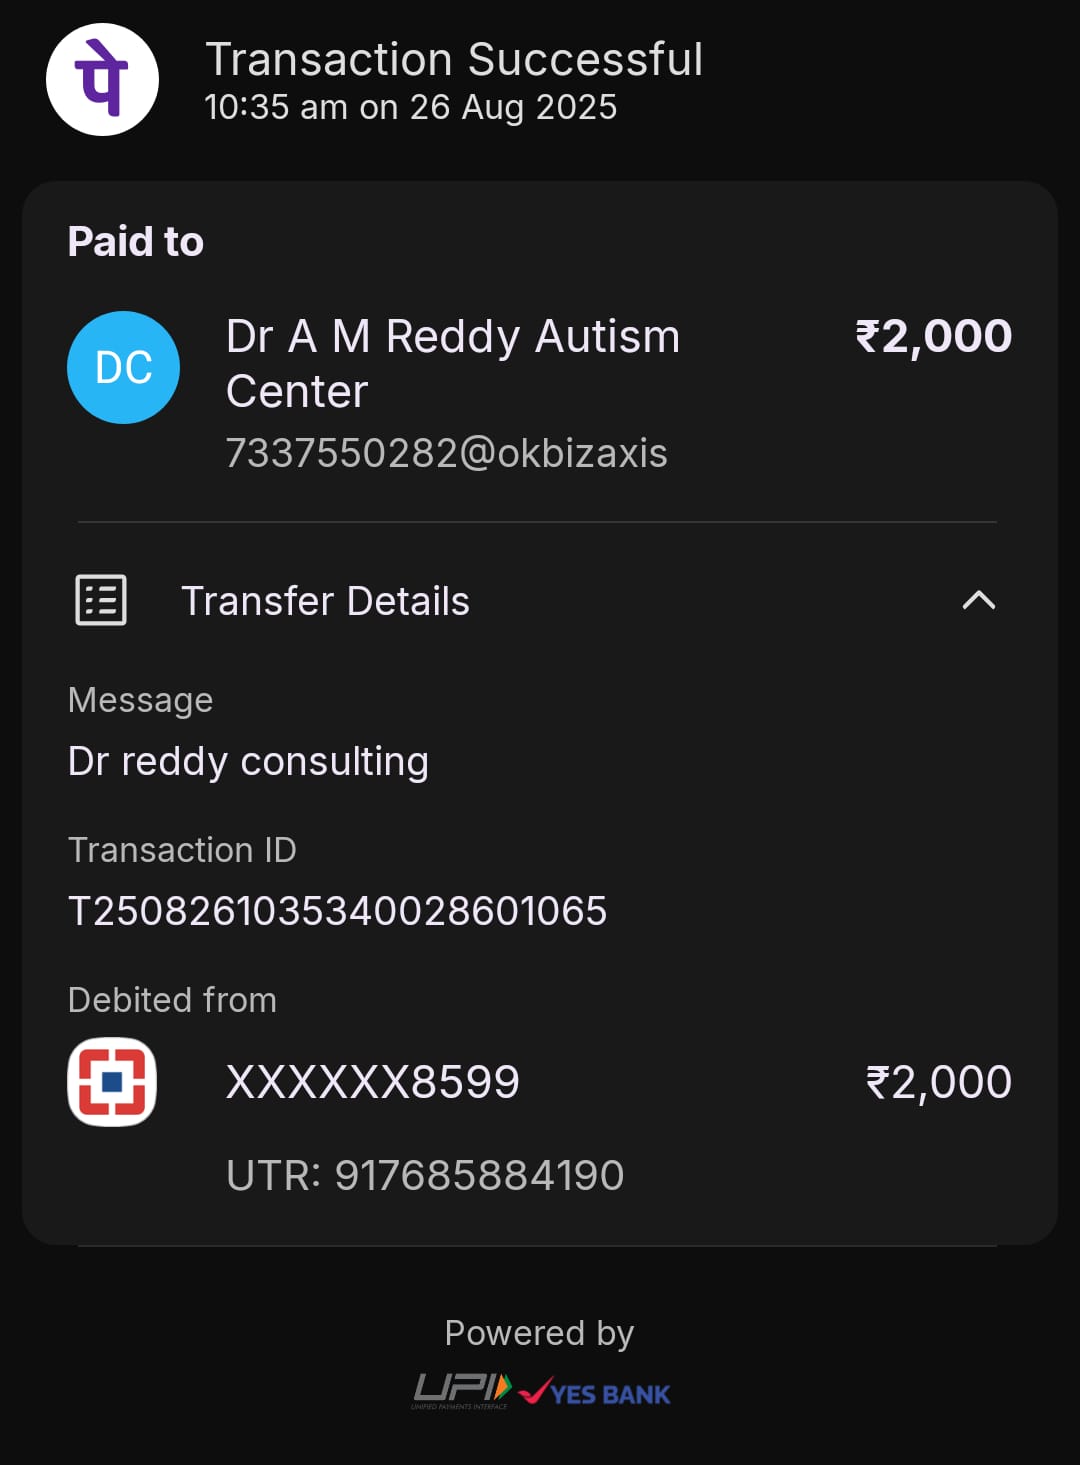 पे
Transaction Successful
10:35 am on 26 Aug 2025
Paid to
DC
Dr A M Reddy Autism
Center
₹2,000
7337550282@okbizaxis
Transfer Details
Message
Dr reddy consulting
Transaction ID
T2508261035340028601065
Debited from
XXXXXX8599
₹2,000
UTR: 917685884190
Powered by
UPI
UNIFIED PAYMENTS INTERFACE
YES BANK